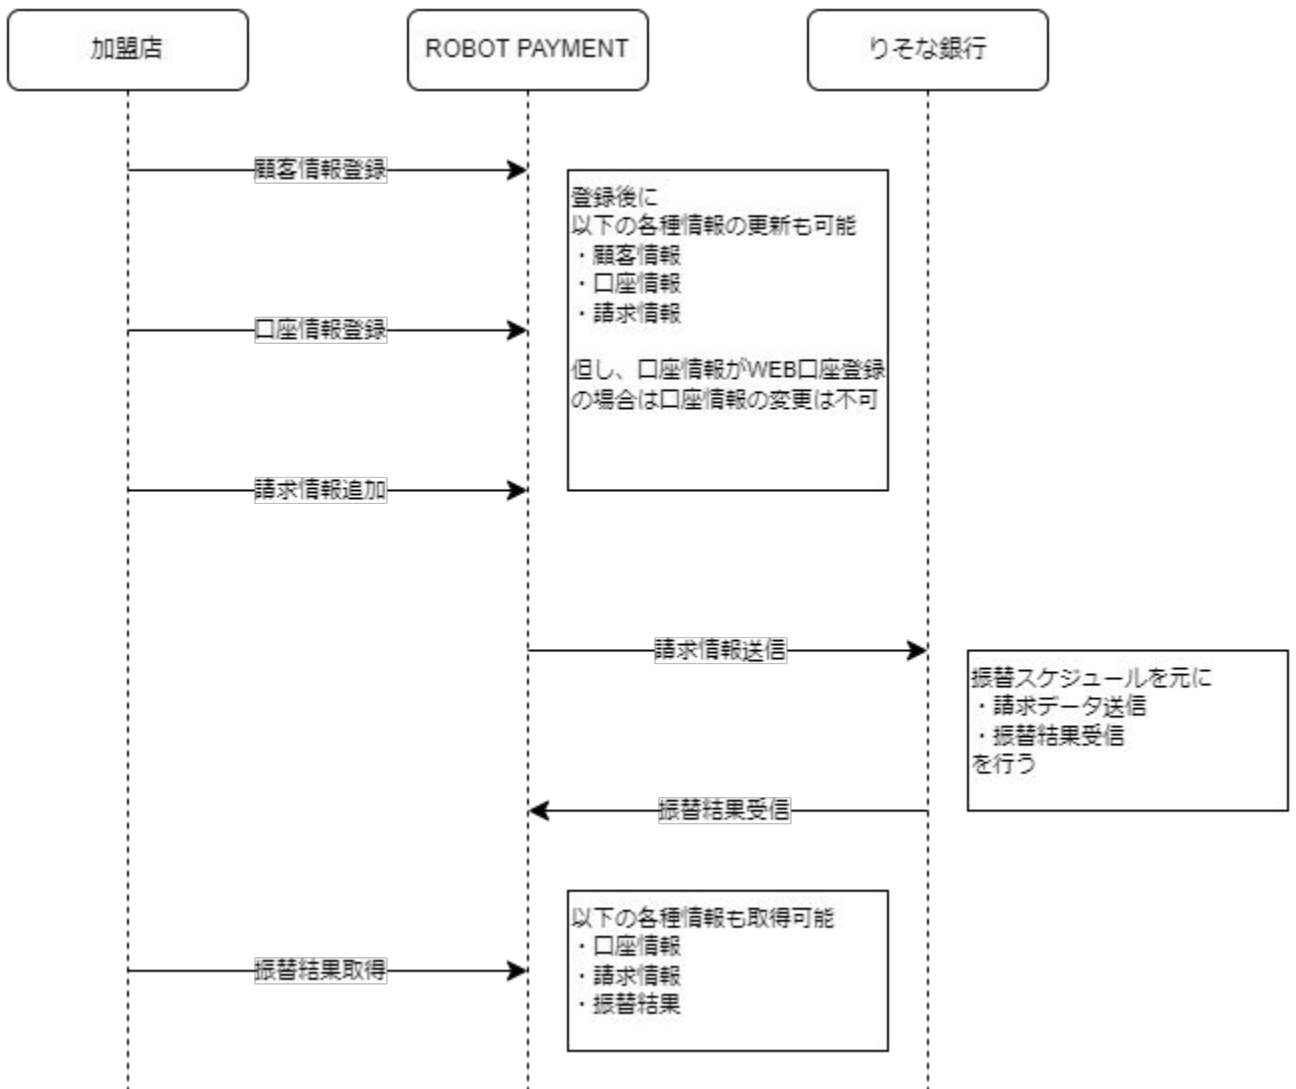 加盟店
ROBOT PAYMENT
りそな銀行
顧客情報登録
登録後に
以下の各種情報の更新も可能
・顧客情報
・口座情報
・請求情報
但し、口座情報がWEB口座登録
の場合は口座情報の変更は不可
口座情報登録
請求情報追加
請求情報送信
振替スケジュールを元に
・請求データ送信
・振替結果受信
を行う
振替結果受信
以下の各種情報も取得可能
・口座情報
・請求情報
・振替結果
振替結果取得